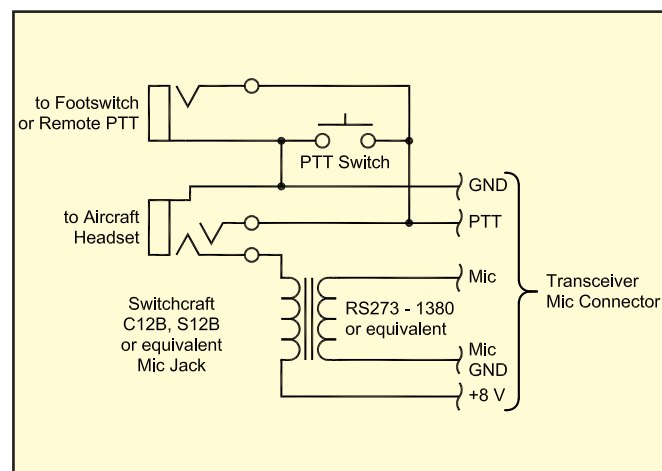 to Footswitch
or Remote PTT
PTT Switch
GND
to Aircraft
Headset
PTT
Mic
Transceiver
Mic Connector
Switchcraft
C12B, S12B
or equivalent
Mic Jack
RS273 - 1380
or equivalent
Mic
GND
+8 V